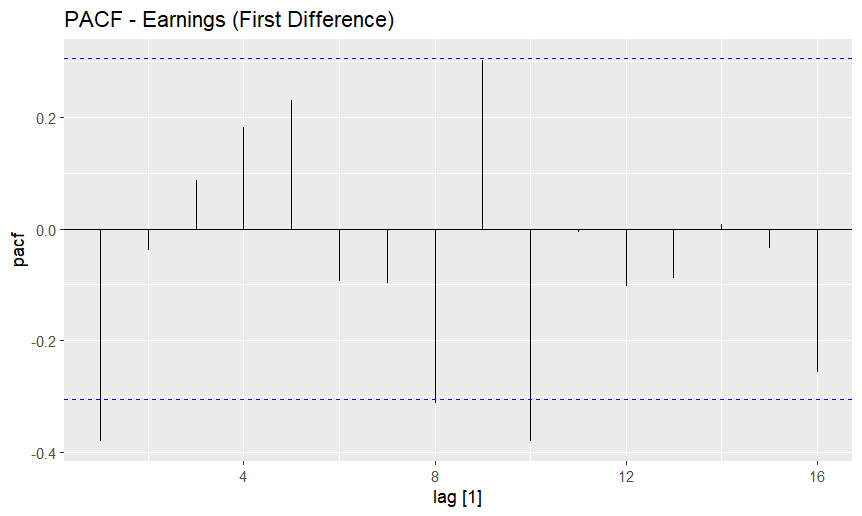 PACF - Earnings (First Difference)
pacf
0.2
0.0
-0.2
-0.4
4 8 12 16
lag [1]